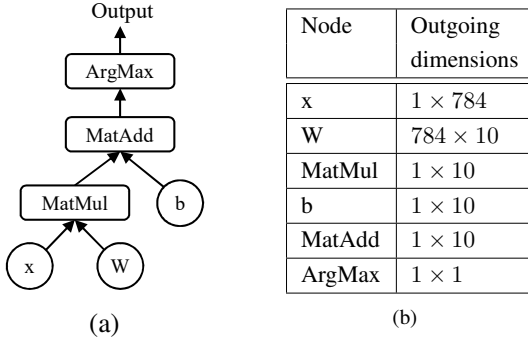 Output
ArgMax
MatAdd
MatMul
b
x
W
(a)
Node Outgoing
dimensions
x 1 × 784
W 784 × 10
MatMul 1 × 10
b 1 × 10
MatAdd 1 × 10
ArgMax 1 × 1
(b)